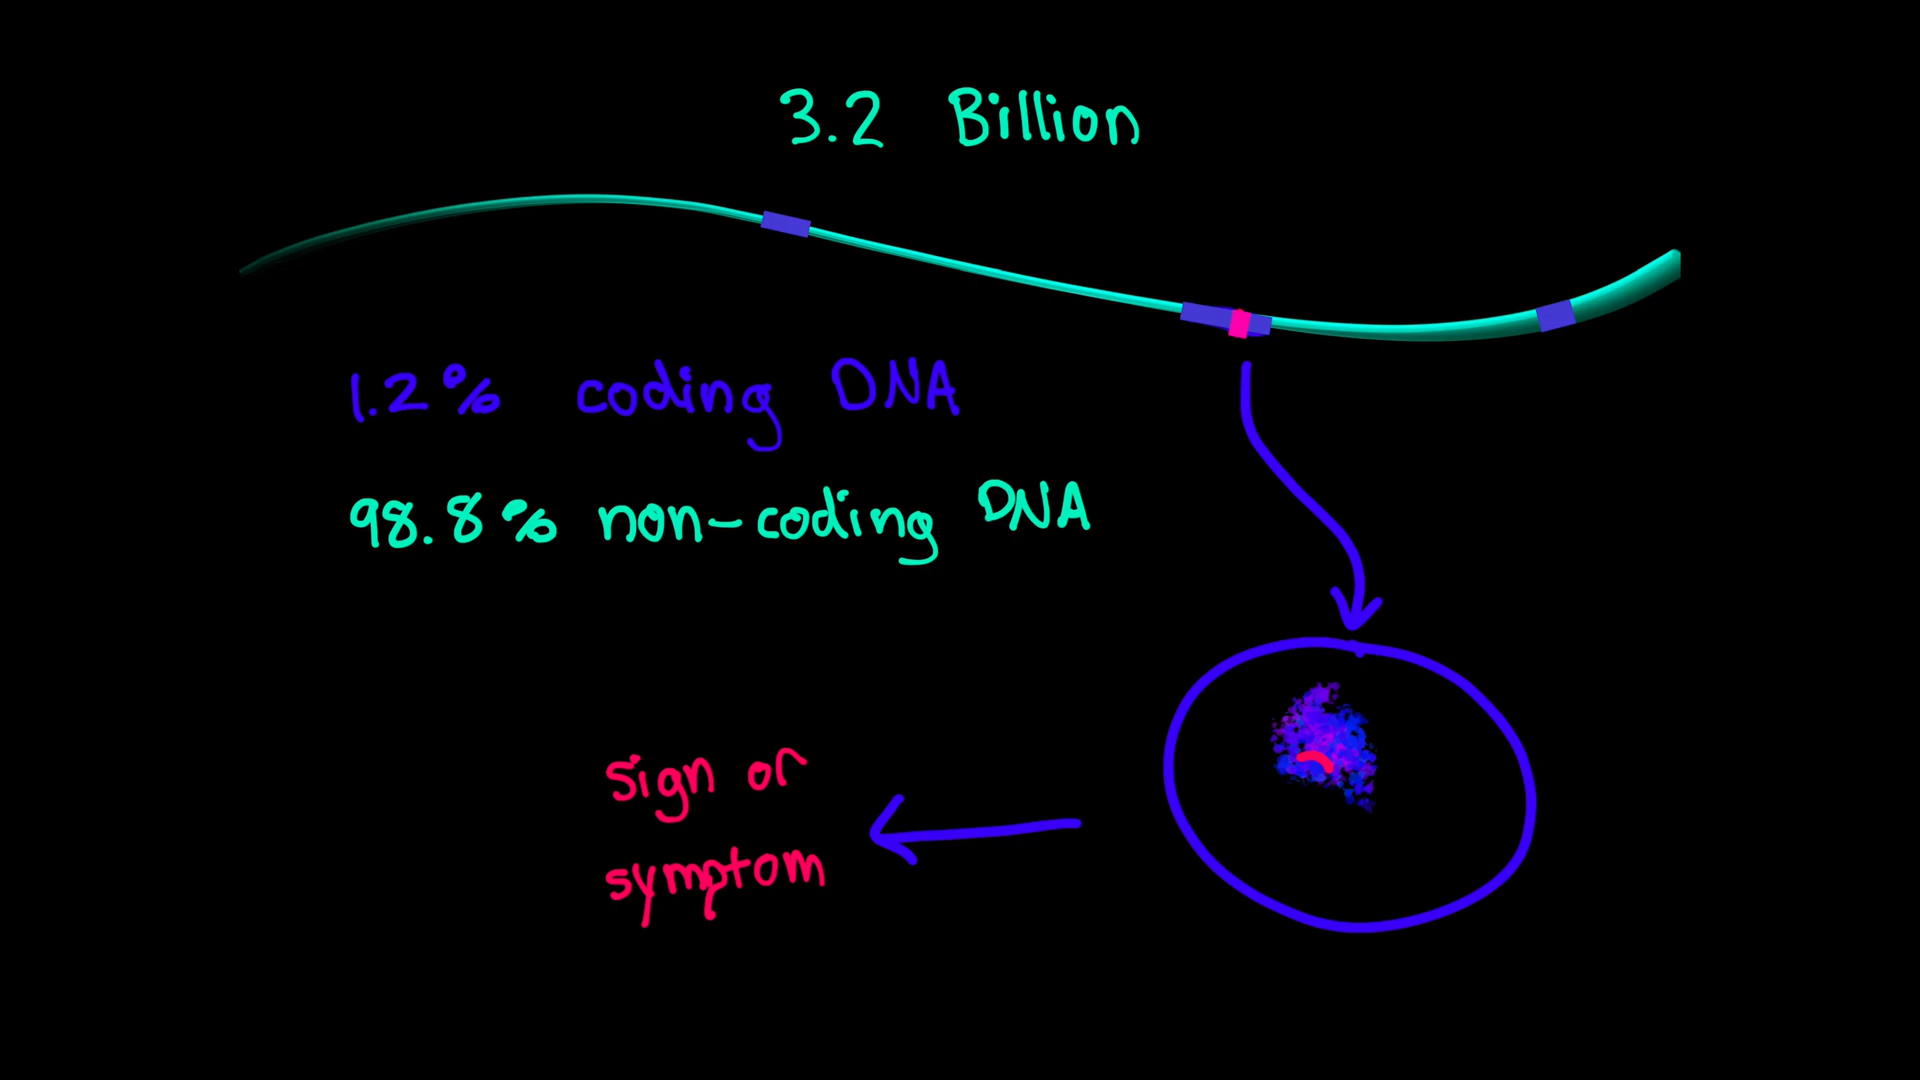 3.2 Billion
1.2% coding DNA
98.8% non-coding DNA
sign or
symptom